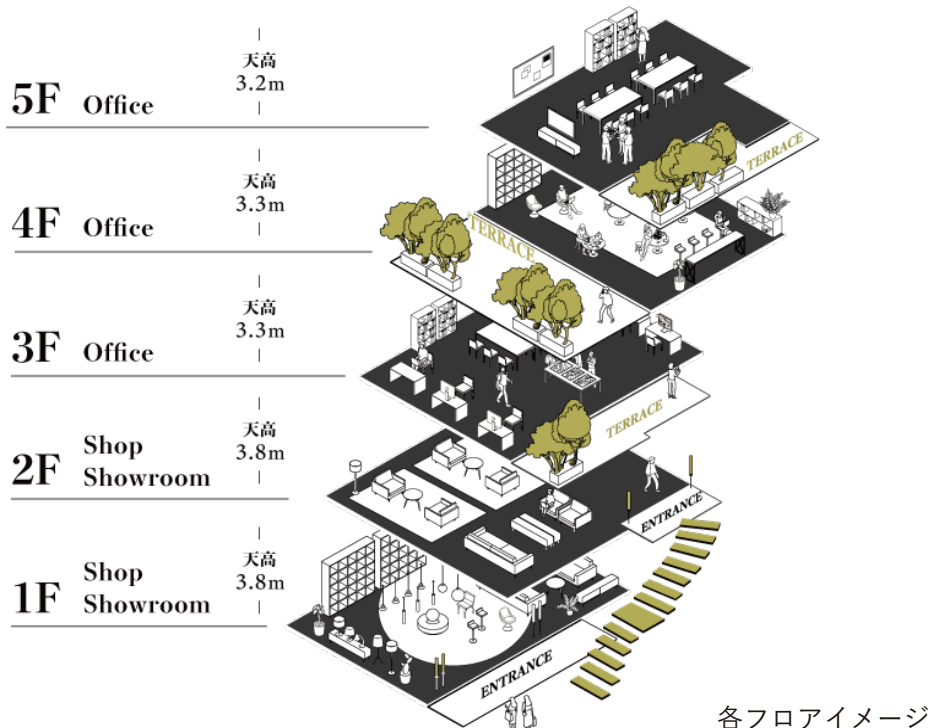 天高
3.2m
5F Office
TERRACE
天高
3.3m
4F Office
TERRACE
天高
3.3m
3F Office
TERRACE
天高
3.8m
2F Shop
Showroom
ENTRANCE
天高
3.8m
1F Shop
Showroom
ENTRANCE
各フロアイメージ